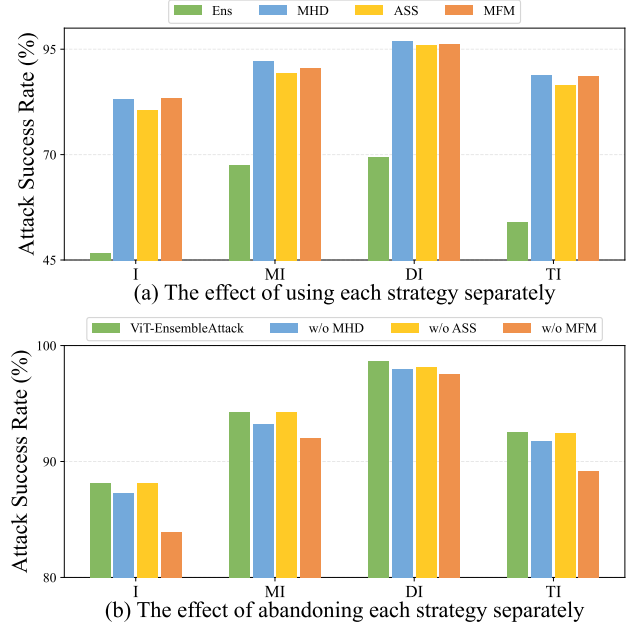 Ens MHD ASS MFM
Attack Success Rate (%)
95
70
45
I MI DI TI
(a) The effect of using each strategy separately
ViT-EnsembleAttack w/o MHD w/o ASS w/o MFM
Attack Success Rate (%)
100
90
80
I MI DI TI
(b) The effect of abandoning each strategy separately